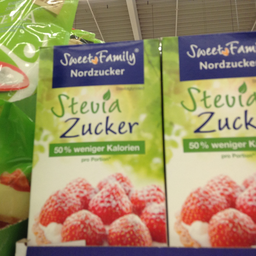 Sweet Family
Nordzucker
Stevia
Zucker
50% weniger Kalorien
pro Portion
Sweet Family
Nordzucker
Stevia
Zuck
50% weniger Kalo
pro Portion